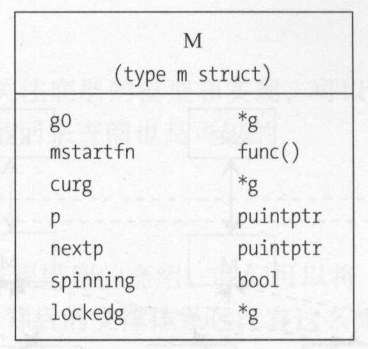 M
(type m struct)
g0 *g
mstartfn func()
curg *g
p puintptr
nextp puintptr
spinning bool
lockedg *g